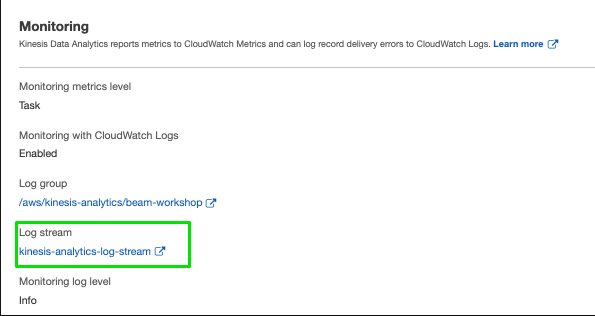 Monitoring
Kinesis Data Analytics reports metrics to CloudWatch Metrics and can log record delivery errors to CloudWatch Logs. Learn more
Monitoring metrics level
Task
Monitoring with CloudWatch Logs
Enabled
Log group
/aws/kinesis-analytics/beam-workshop
Log stream
kinesis-analytics-log-stream
Monitoring log level
Info